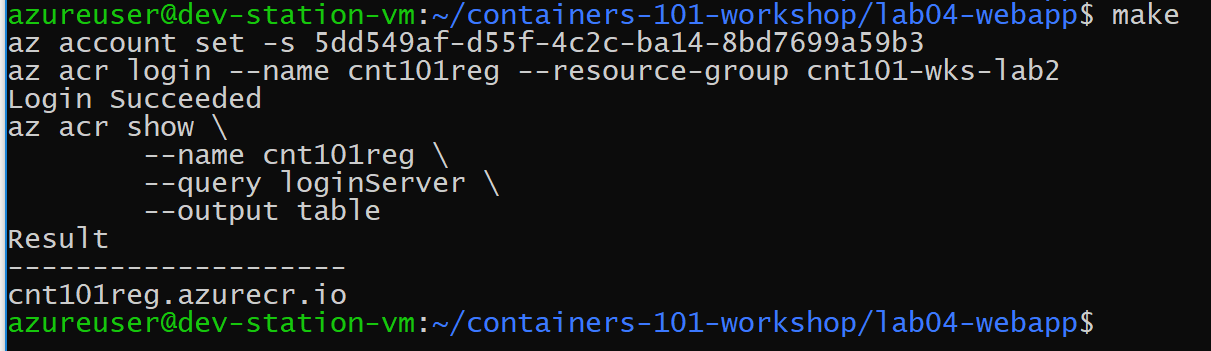 azureuser@dev-station-vm:~/containers-101-workshop/lab04-webapp$ make
az account set -s 5dd549af-d55f-4c2c-ba14-8bd7699a59b3
az acr login --name cnt101reg --resource-group cnt101-wks-lab2
Login Succeeded
az acr show \
        --name cnt101reg \
        --query loginServer \
        --output table
Result
--------------------
cnt101reg.azurecr.io
azureuser@dev-station-vm:~/containers-101-workshop/lab04-webapp$